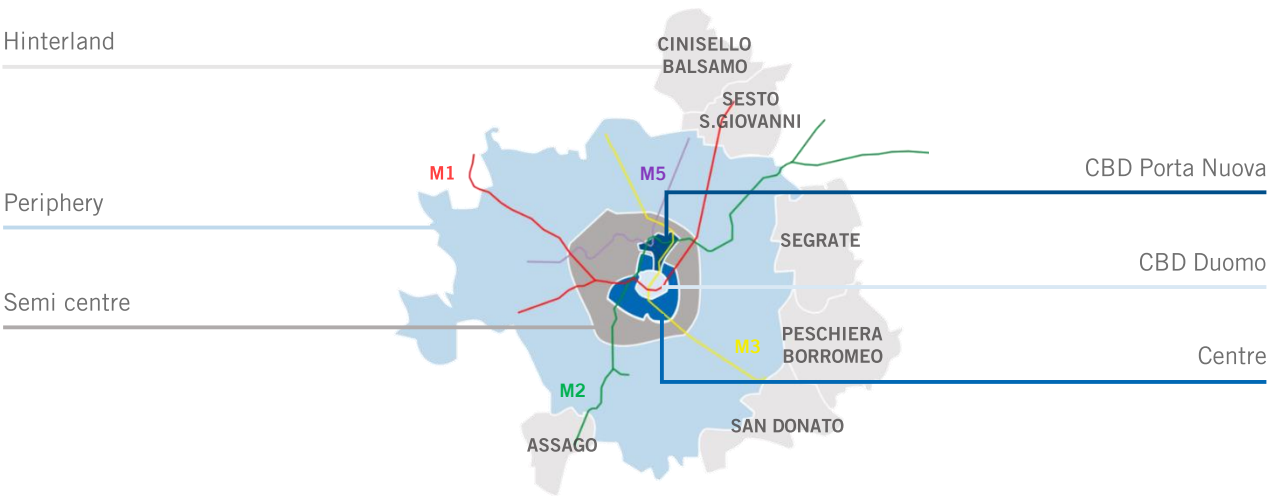 Hinterland
CINISELLO
BALSAMO
SESTO
S.GIOVANNI
M1
M5
CBD Porta Nova
Periphery
SEGRATE
CBD Duomo
Semi centre
PESCHIERA
BORROMEO
M3
Centre
M2
SAN DONATO
ASSAGO